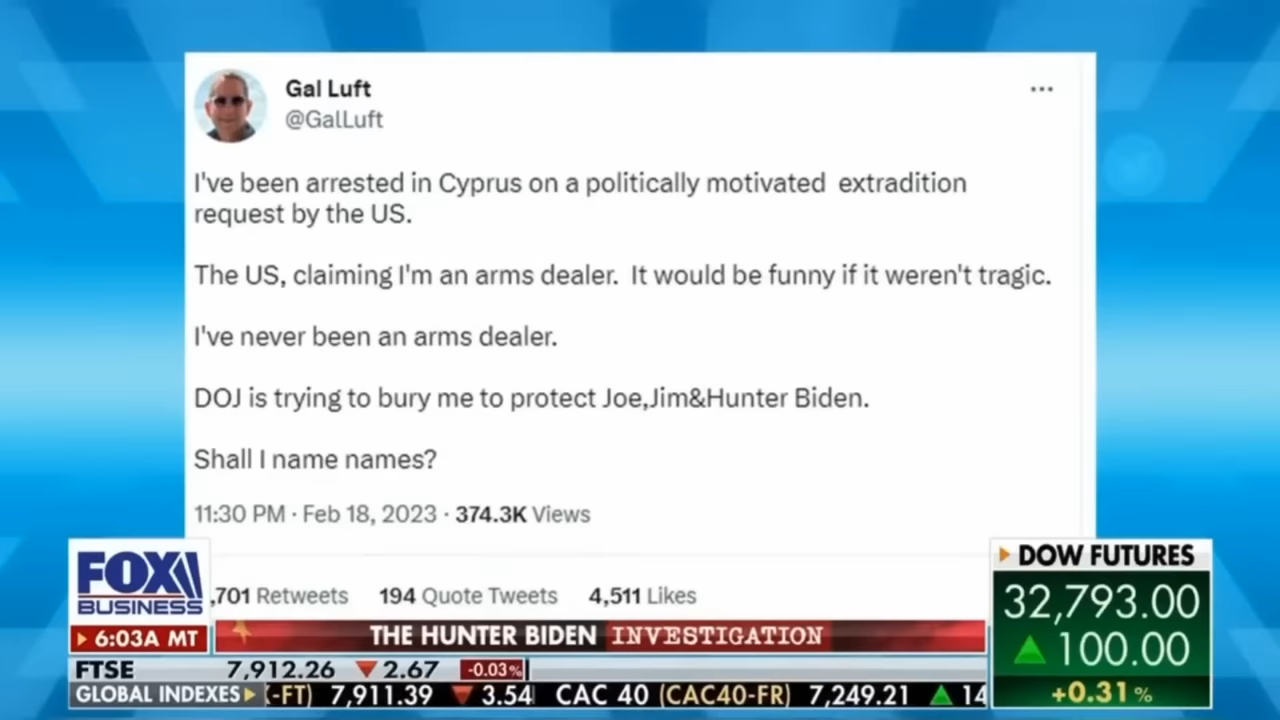 Gal Luft
@GalLuft
I've been arrested in Cyprus on a politically motivated extradition
request by the US.
The US, claiming I'm an arms dealer. It would be funny if it weren't tragic.
I've never been an arms dealer.
DOJ is trying to bury me to protect Joe,Jim&Hunter Biden.
Shall I name names?
11:30 PM · Feb 18, 2023 · 374.3K Views
,701 Retweets 194 Quote Tweets 4,511 Likes
FOX
BUSINESS
6:03A MT
THE HUNTER BIDEN INVESTIGATION
DOW FUTURES
32,793.00
▲ 100.00
+0.31%
FTSE 7,912.26 ▼ 2.67 -0.03%
GLOBAL INDEXES (-FT) 7,911.39 ▼ 3.54 CAC 40 (CAC40-FR) 7,249.21 ▲ 14